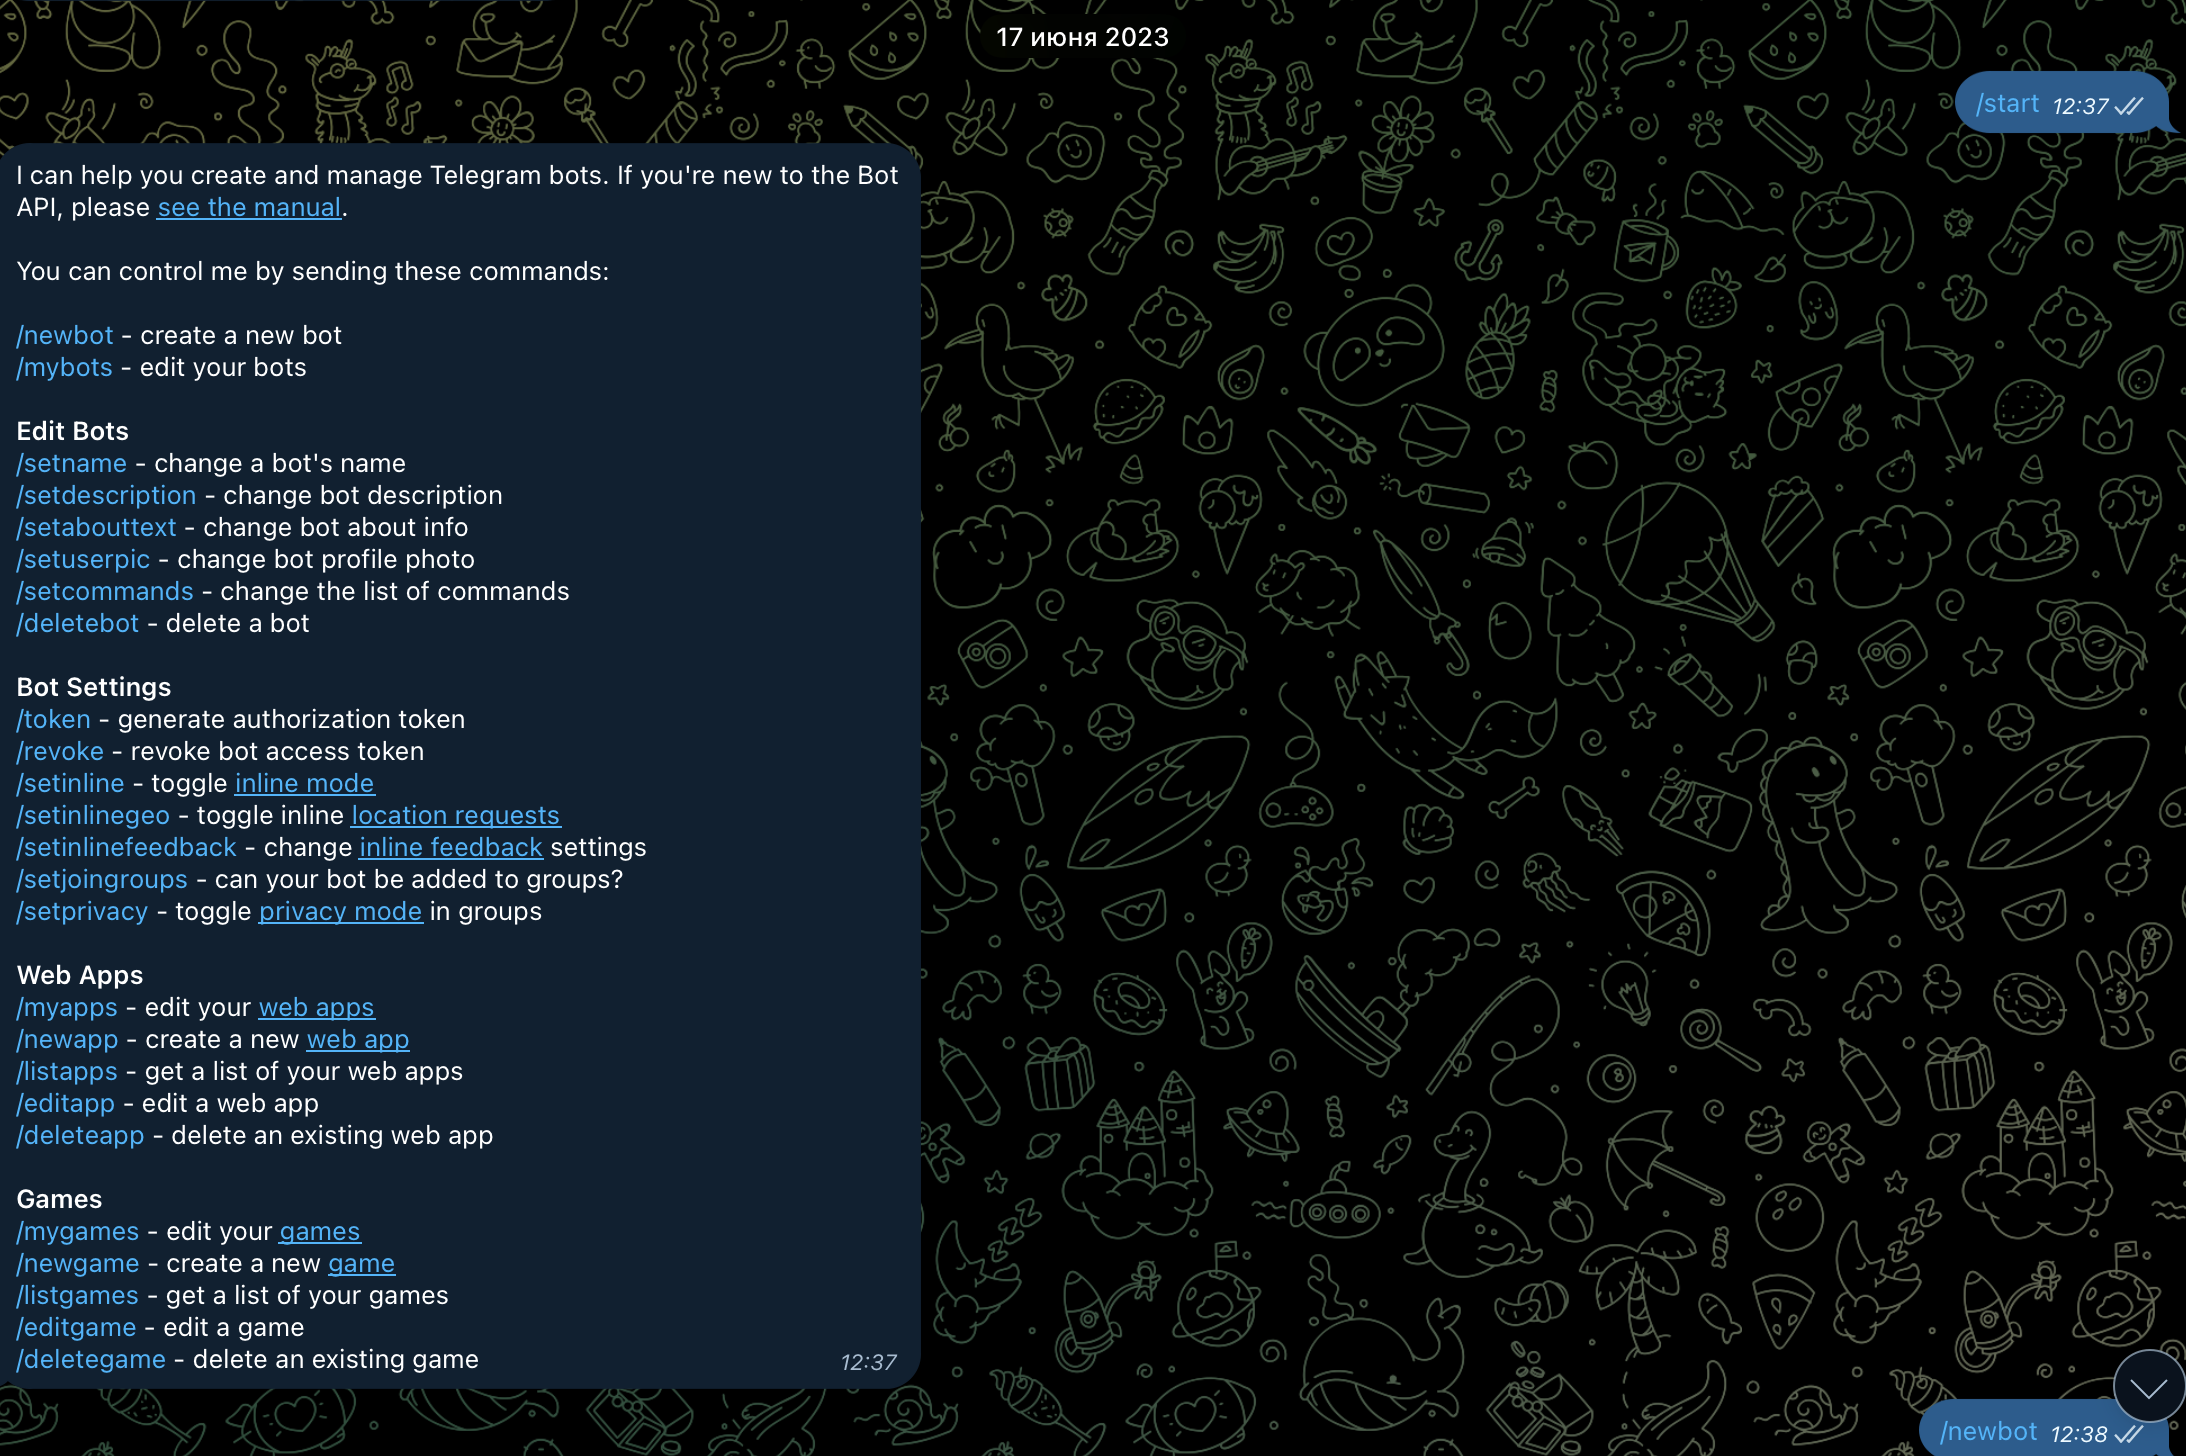 17 июня 2023
/start 12:37
I can help you create and manage Telegram bots. If you're new to the Bot
API, please see the manual.
You can control me by sending these commands:
/newbot - create a new bot
/mybots - edit your bots
Edit Bots
/setname - change a bot's name
/setdescription - change bot description
/setabouttext - change bot about info
/setuserpic - change bot profile photo
/setcommands - change the list of commands
/deletebot - delete a bot
Bot Settings
/token - generate authorization token
/revoke - revoke bot access token
/setinline - toggle inline mode
/setinlinegeo - toggle inline location requests
/setinlinefeedback - change inline feedback settings
/setjoingroups - can your bot be added to groups?
/setprivacy - toggle privacy mode in groups
Web Apps
/myapps - edit your web apps
/newapp - create a new web app
/listapps - get a list of your web apps
/editapp - edit a web app
/deleteapp - delete an existing web app
Games
/mygames - edit your games
/newgame - create a new game
/listgames - get a list of your games
/editgame - edit a game
/deletegame - delete an existing game
12:37
/newbot 12:38